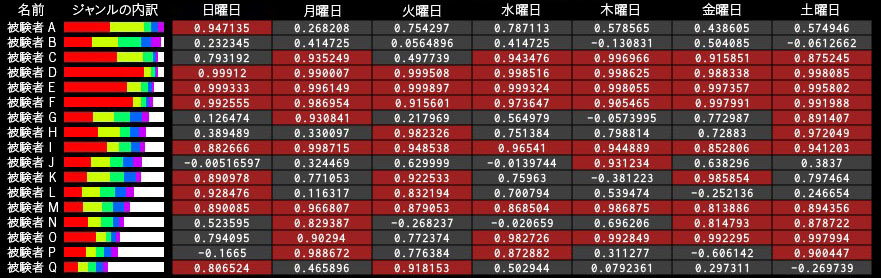 名前 ジャンルの内訳 日曜日 月曜日 火曜日 水曜日 木曜日 金曜日 土曜日
被験者 A 0.947135 0.268208 0.754297 0.787113 0.578565 0.438605 0.574946
被験者 B 0.232345 0.414725 0.0564896 0.414725 -0.130831 0.504085 -0.0612662
被験者 C 0.793192 0.935249 0.497739 0.943476 0.996966 0.915851 0.875245
被験者 D 0.99912 0.990007 0.999508 0.998516 0.998625 0.988338 0.998085
被験者 E 0.999333 0.996149 0.999897 0.999324 0.998055 0.997357 0.995802
被験者 F 0.992555 0.986954 0.915601 0.973647 0.905465 0.997991 0.991988
被験者 G 0.126474 0.930841 0.217969 0.564979 -0.0573995 0.772987 0.891407
被験者 H 0.389489 0.330097 0.982326 0.751384 0.798814 0.72883 0.972049
被験者 I 0.882666 0.998715 0.948538 0.96541 0.944889 0.852806 0.941203
被験者 J -0.00516597 0.324469 0.629999 -0.0139744 0.931234 0.638296 0.3837
被験者 K 0.890978 0.771053 0.922533 0.75963 -0.381223 0.985854 0.797464
被験者 L 0.928476 0.116317 0.832194 0.700794 0.539474 -0.252136 0.246654
被験者 M 0.890085 0.966807 0.879053 0.868504 0.986875 0.813886 0.894356
被験者 N 0.523595 0.829387 -0.268237 -0.020659 0.696206 0.814793 0.878722
被験者 O 0.794095 0.90294 0.772374 0.982726 0.992849 0.992295 0.997994
被験者 P -0.1665 0.988672 0.776384 0.872882 0.311277 -0.606142 0.900447
被験者 Q 0.806524 0.465896 0.918153 0.502944 0.0792361 0.297311 -0.269739